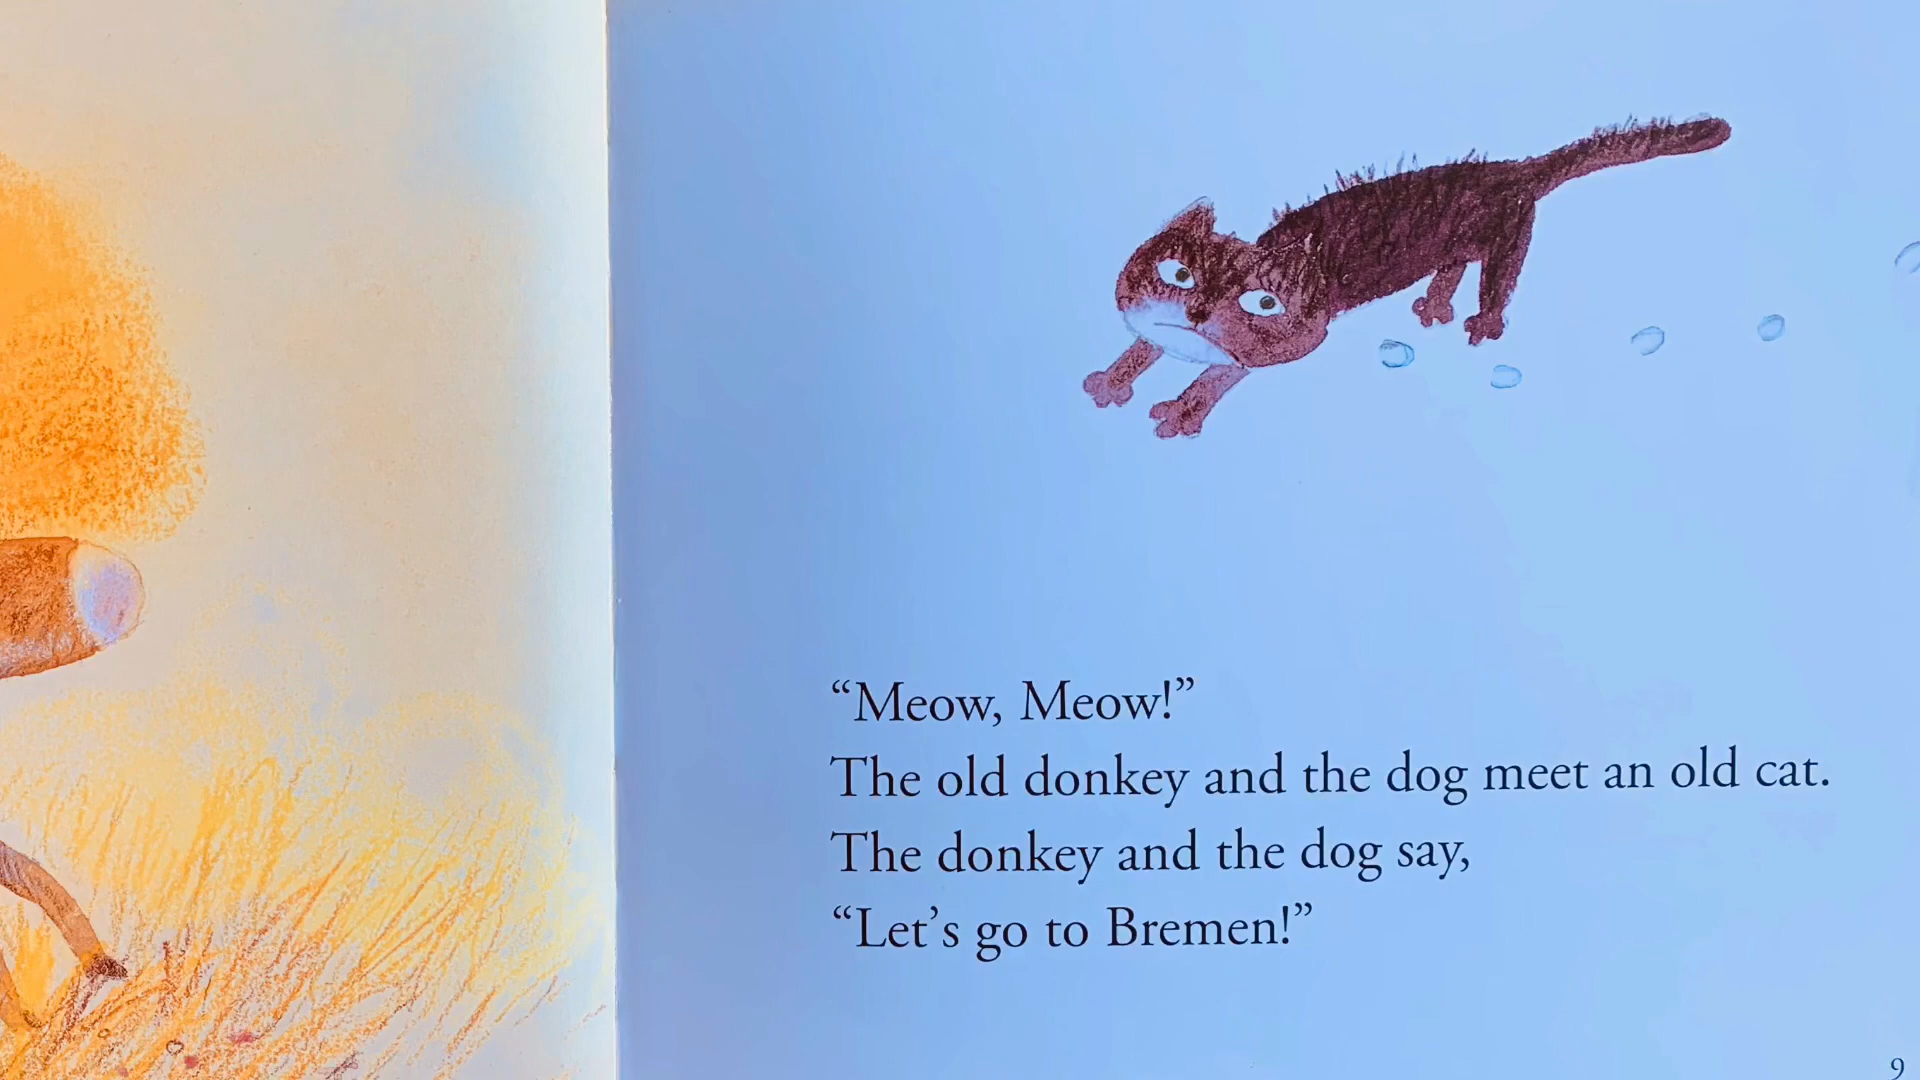 “Meow, Meow!”
The old donkey and the dog meet an old cat.
The donkey and the dog say,
“Let’s go to Bremen!”
9